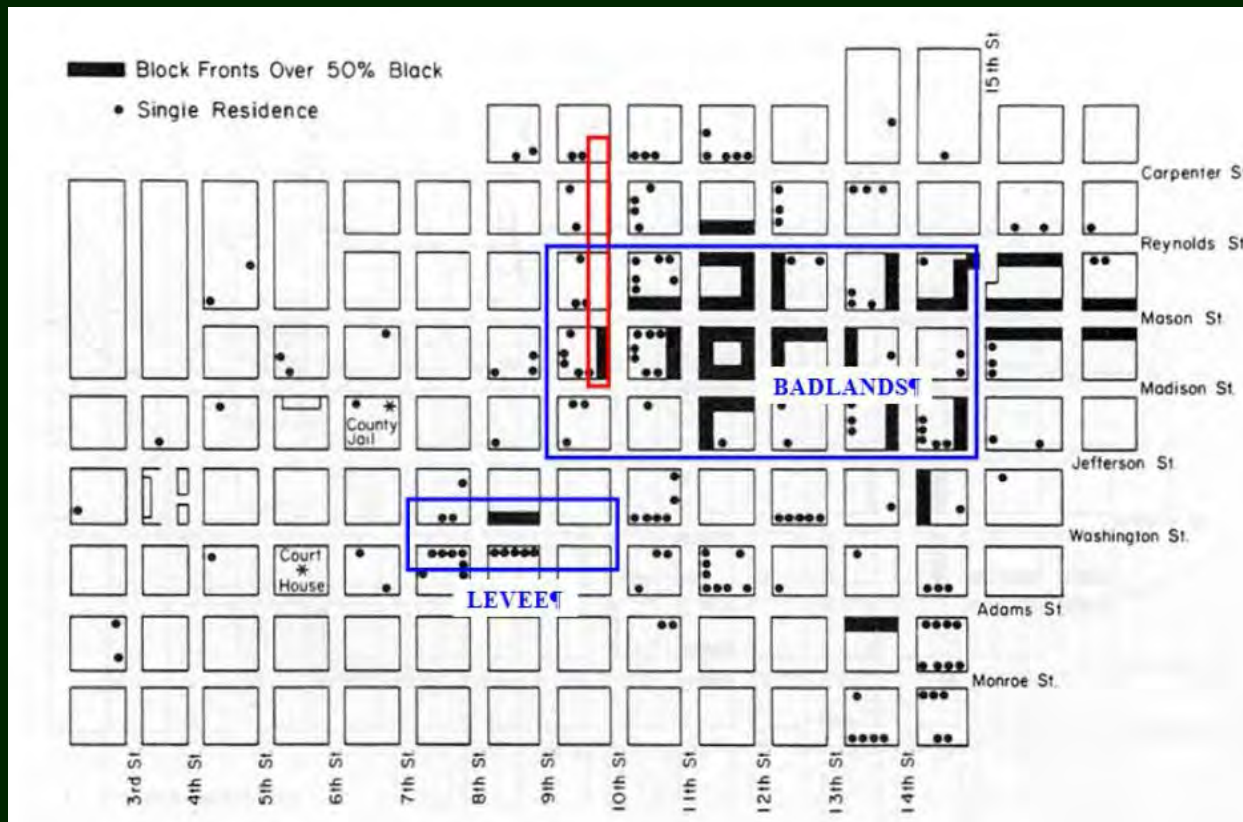 15th St.
Block Fronts Over 50% Black
Single Residence
Carpenter S
Reynolds St
Mason St.
Madison St.
BADLANDS¶
County
Jail
Jefferson St.
Washington St.
Court
House
LEVEE¶
Adams St.
Monroe St.
3rd St.
4th St.
5th St.
6th St.
7th St.
8th St.
9th St.
10th St.
11th St.
12th St.
13th St.
14th St.